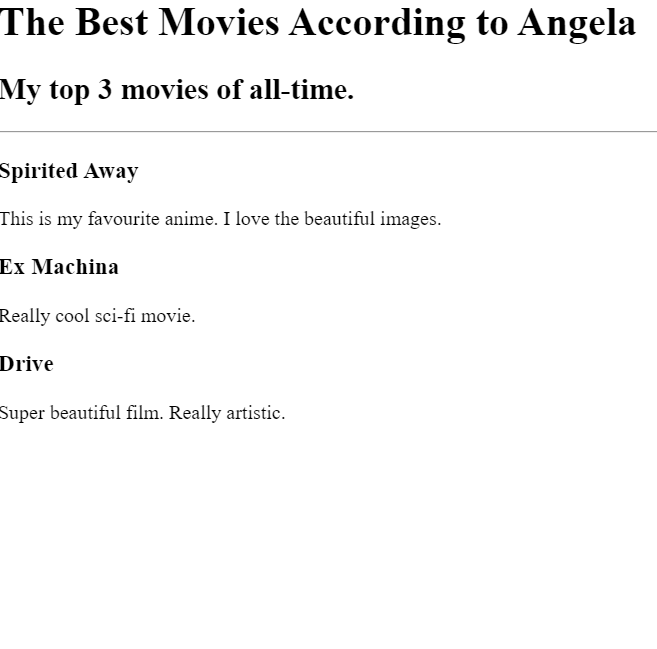 The Best Movies According to Angela
My top 3 movies of all-time.
Spirited Away
This is my favourite anime. I love the beautiful images.
Ex Machina
Really cool sci-fi movie.
Drive
Super beautiful film. Really artistic.